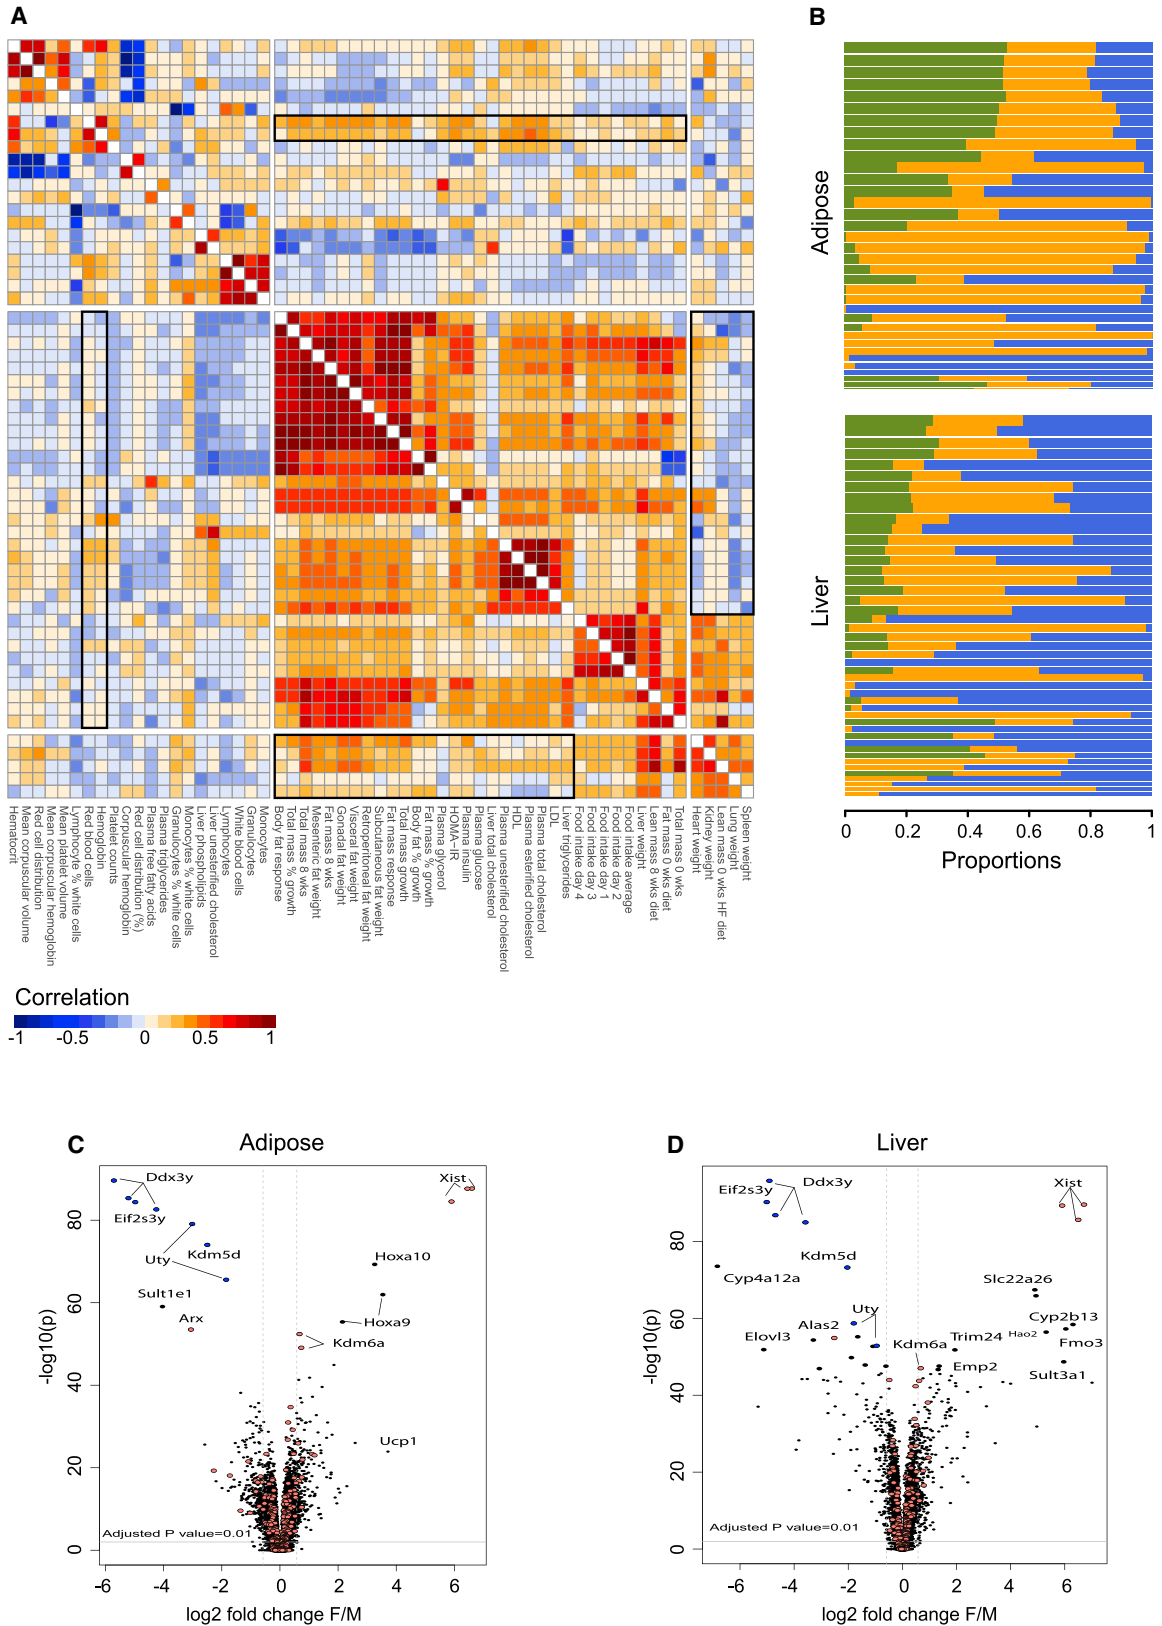 A
B
Adipose
Liver
0 0.2 0.4 0.6 0.8 1
Proportions
Hematocrit
Mean corpuscular volume
Red cell distribution
Mean corpuscular hemoglobin
Mean platelet volume
Lymphocyte % white cells
Red blood cells
Hemoglobin
Platelet counts
Corpuscular hemoglobin
Red cell distribution (%)
Plasma free fatty acids
Plasma triglycerides
Granulocytes % white cells
Monocytes % white cells
Liver phospholipids
Liver unesterified cholesterol
Lymphocytes
White blood cells
Granulocytes
Monocytes
Body fat response
Total mass % growth
Total mass 8 wks
Mesenteric fat weight
Fat mass 8 wks
Gonadal fat weight
Visceral fat weight
Retroperitoneal fat weight
Subcutaneous fat weight
Fat mass response
Total mass growth
Body fat % growth
Fat mass % growth
Plasma glycerol
HOMA-IR
Plasma insulin
Plasma glucose
Liver total cholesterol
Plasma unesterified cholesterol
HDL
Plasma esterified cholesterol
Plasma total cholesterol
LDL
Liver triglycerides
Food intake day 4
Food intake day 3
Food intake day 1
Food intake day 2
Food intake average
Liver weight
Lean mass 8 wks diet
Fat mass 0 wks diet
Total mass 0 wks
Heart weight
Kidney weight
Lean mass 0 wks HF diet
Lung weight
Spleen weight
Correlation
-1 -0.5 0 0.5 1
C
Adipose
Ddx3y
Xist
Eif2s3y
Uty
Kdm5d
Hoxa10
Sult1e1
Arx
Hoxa9
Kdm6a
Ucp1
Adjusted P value=0.01
-log10(p)
80
60
40
20
0
-6 -4 -2 0 2 4 6
log2 fold change F/M
D
Liver
Ddx3y
Xist
Eif2s3y
Kdm5d
Cyp4a12a
Slc22a26
Uty
Cyp2b13
Alas2
Elovl3
Kdm6a
Trim24
Hao2
Fmo3
Emp2
Sult3a1
Adjusted P value=0.01
-log10(p)
80
60
40
20
0
-6 -4 -2 0 2 4 6
log2 fold change F/M